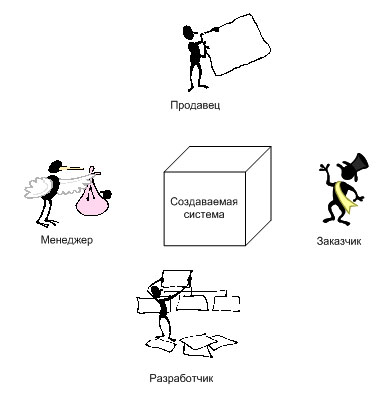 Продавец
Создаваемая
система
Менеджер
Заказчик
Разработчик